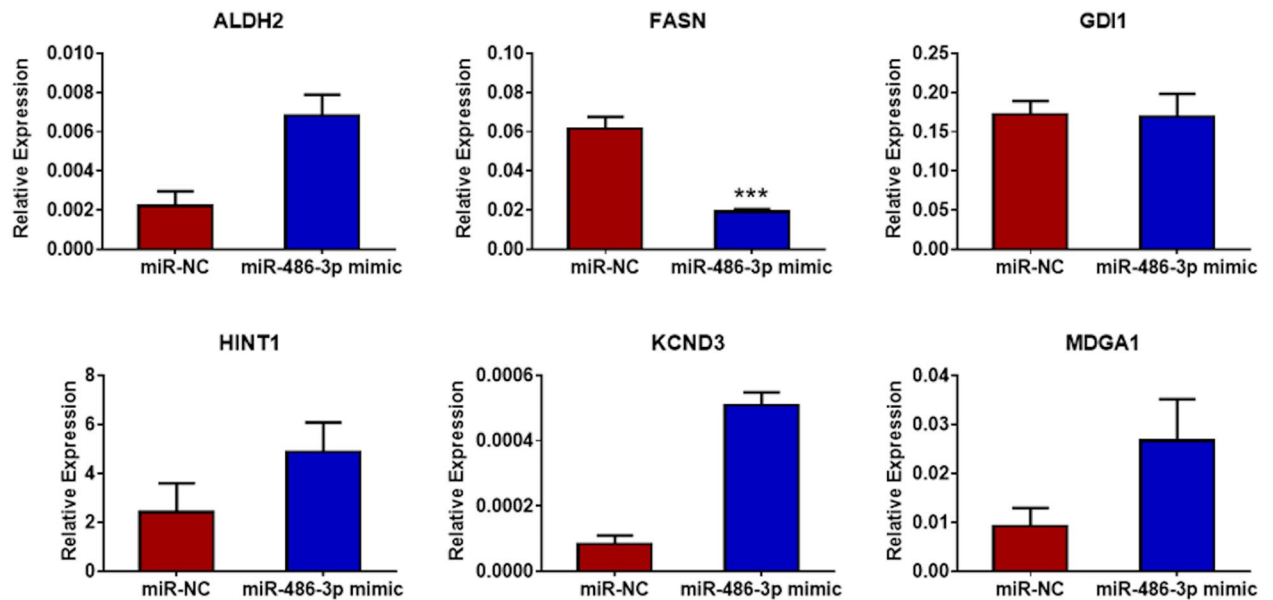 ALDH2
Relative Expression
0.010
0.008
0.006
0.004
0.002
0.000
miR-NC
miR-486-3p mimic
FASN
Relative Expression
0.10
0.08
0.06
0.04
0.02
0.00
***
miR-NC
miR-486-3p mimic
GDI1
Relative Expression
0.25
0.20
0.15
0.10
0.05
0.00
miR-NC
miR-486-3p mimic
HINT1
Relative Expression
8
6
4
2
0
miR-NC
miR-486-3p mimic
KCND3
Relative Expression
0.0006
0.0004
0.0002
0.0000
miR-NC
miR-486-3p mimic
MDGA1
Relative Expression
0.04
0.03
0.02
0.01
0.00
miR-NC
miR-486-3p mimic